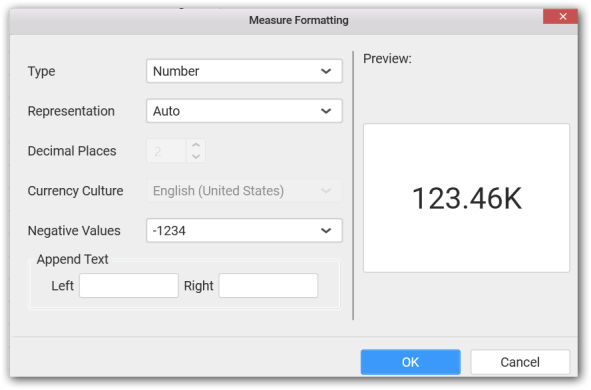 Measure Formatting
Type Number
Preview:
Representation Auto
Decimal Places 2
Currency Culture English (United States)
123.46K
Negative Values -1234
Append Text
Left Right
OK Cancel